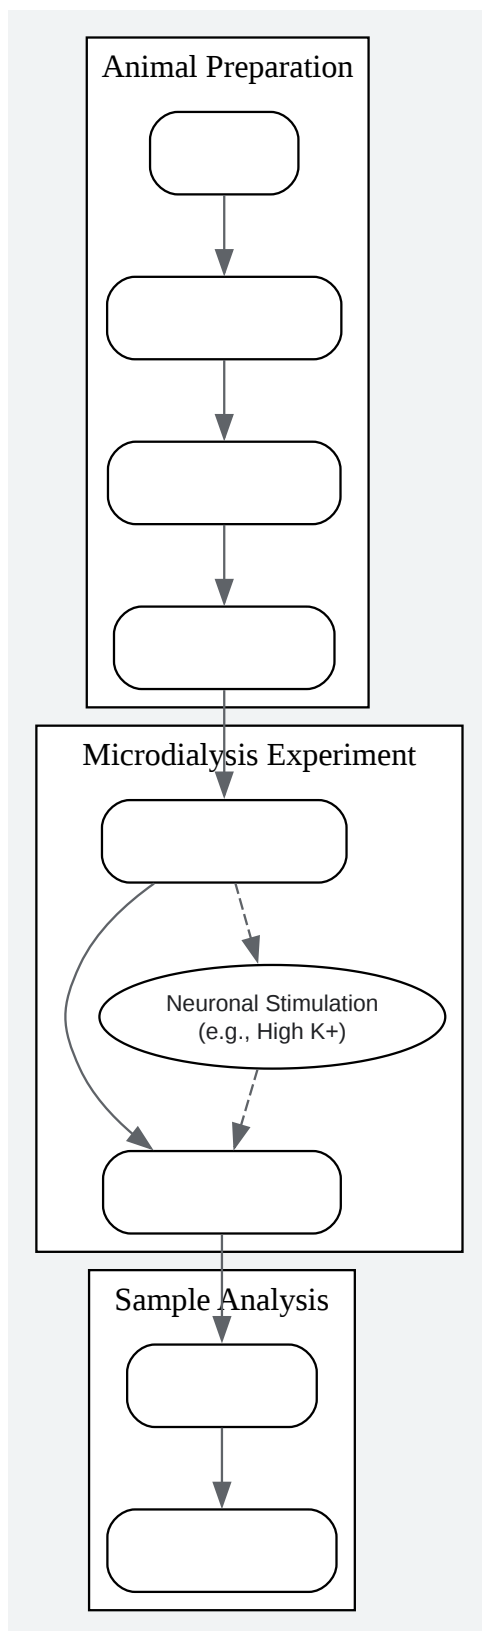 Animal Preparation
Microdialysis Experiment
Neuronal Stimulation
(e.g., High K+)
Sample Analysis